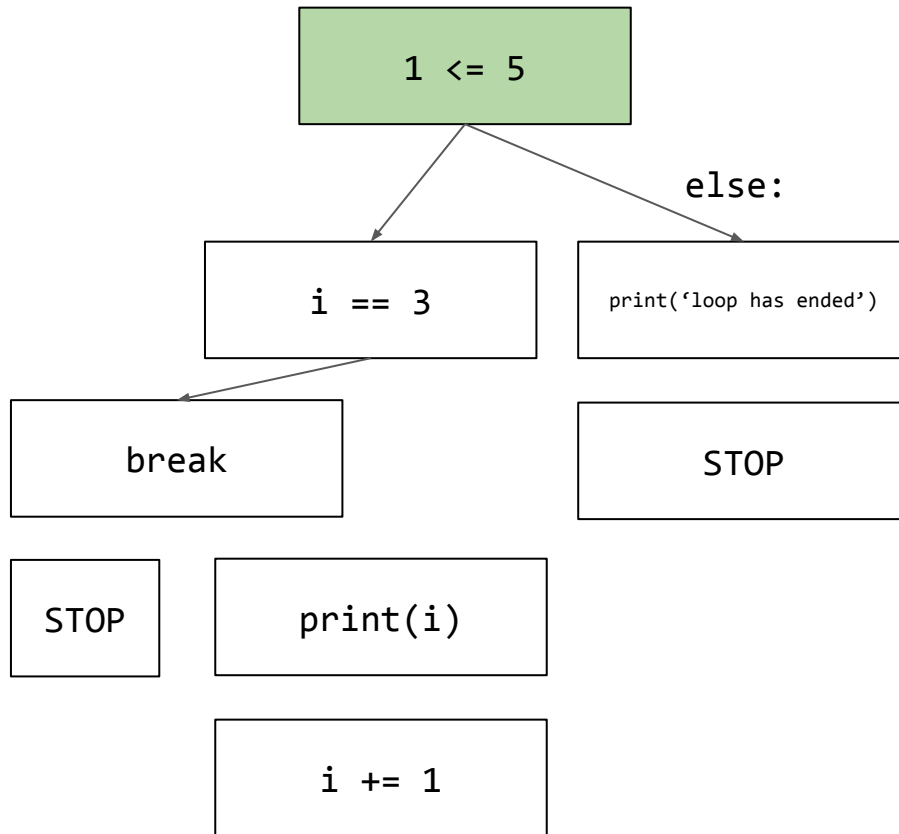 1 <= 5
else:
i == 3
print(‘loop has ended’)
break
STOP
STOP
print(i)
i += 1